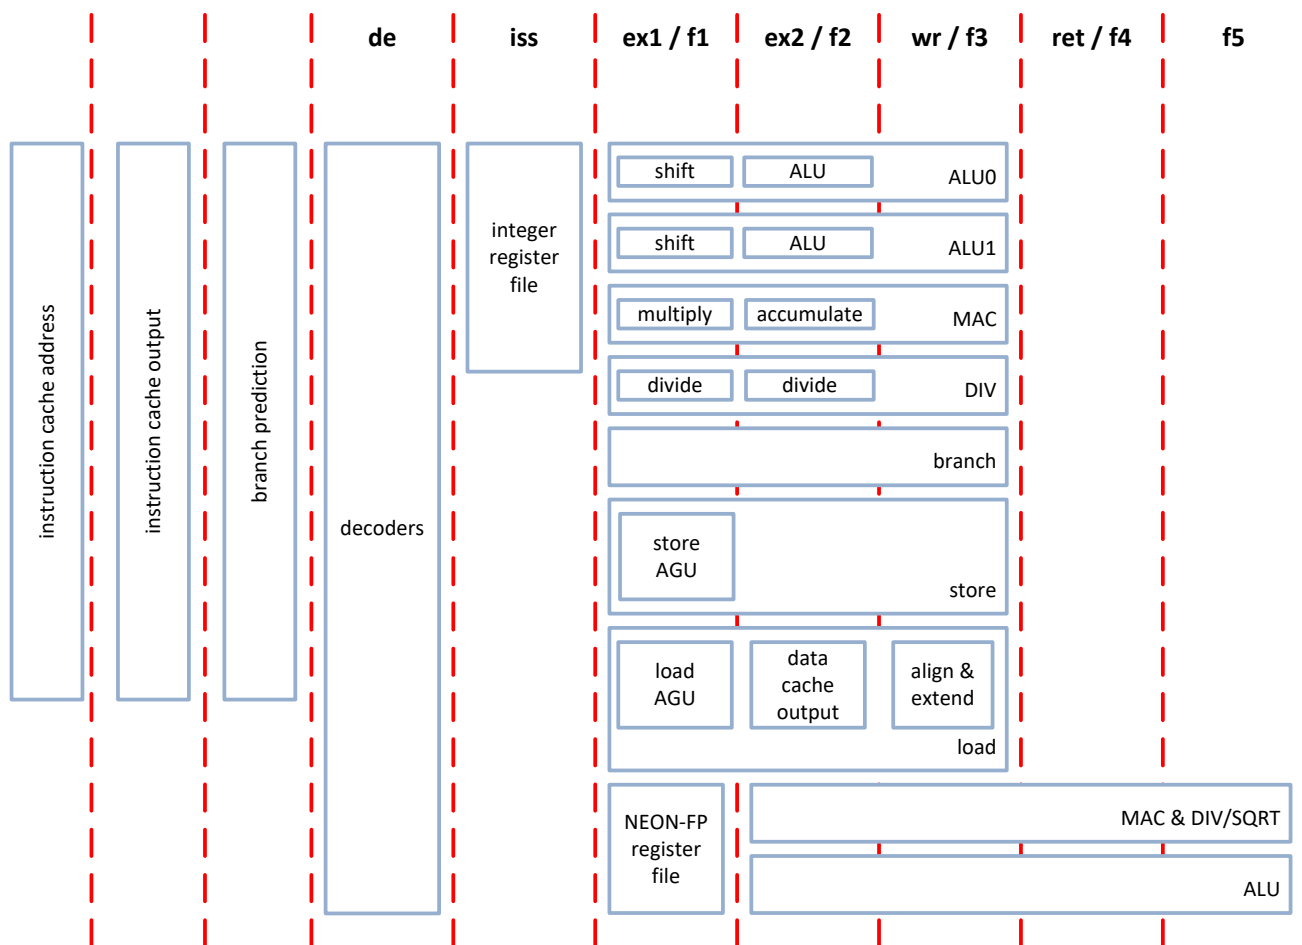 de
iss
ex1 / f1
ex2 / f2
wr / f3
ret / f4
f5
instruction cache address
instruction cache output
branch prediction
decoders
integer
register
file
shift
ALU
ALU0
shift
ALU
ALU1
multiply
accumulate
MAC
divide
divide
DIV
branch
store
AGU
store
load
AGU
data
cache
output
align &
extend
load
NEON-FP
register
file
MAC & DIV/SQRT
ALU